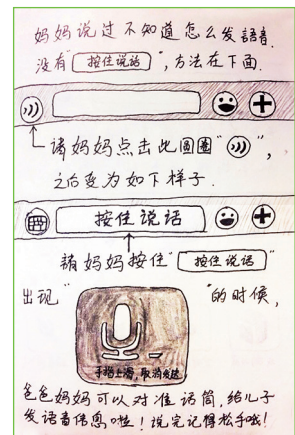 妈妈说过不知道怎么发語音.
没有"按住说话",方法在下面.
请妈妈点击此圆圈" ",
之后变为如下样子.
按住说话
请妈妈按住"按住说话"
出现" "的时候,
手指上滑,取消发送
爸爸妈妈可以对准话筒,给儿子
发语音信息哟!说完记得松手哦!